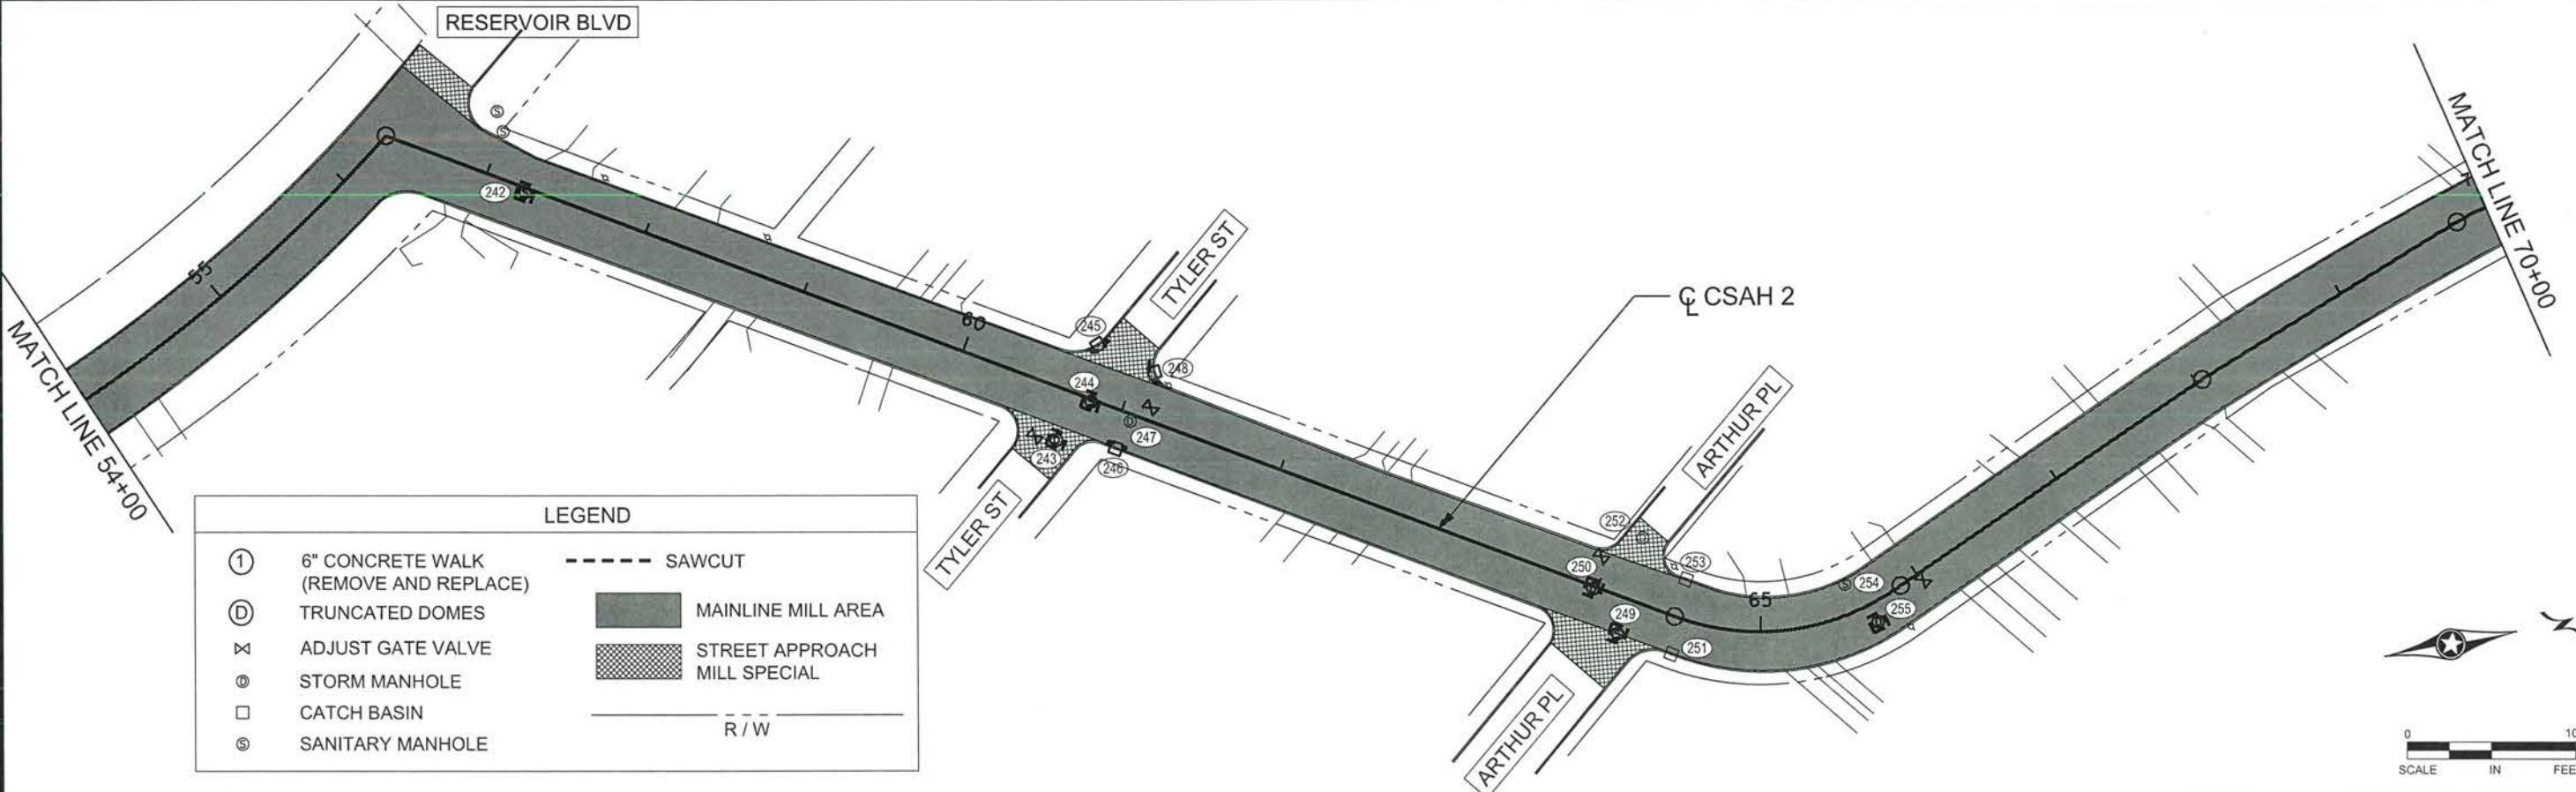 RESERVOIR BLVD
MATCH LINE 54+00
55
242
60
TYLER ST
245
248
244
247
243
246
TYLER ST
℄ CSAH 2
ARTHUR PL
252
253
250
249
251
ARTHUR PL
65
254
255
MATCH LINE 70+00
LEGEND
1 6" CONCRETE WALK
(REMOVE AND REPLACE)
D TRUNCATED DOMES
ADJUST GATE VALVE
D STORM MANHOLE
CATCH BASIN
S SANITARY MANHOLE
SAWCUT
MAINLINE MILL AREA
STREET APPROACH
MILL SPECIAL
R / W
0 10
SCALE IN FEE